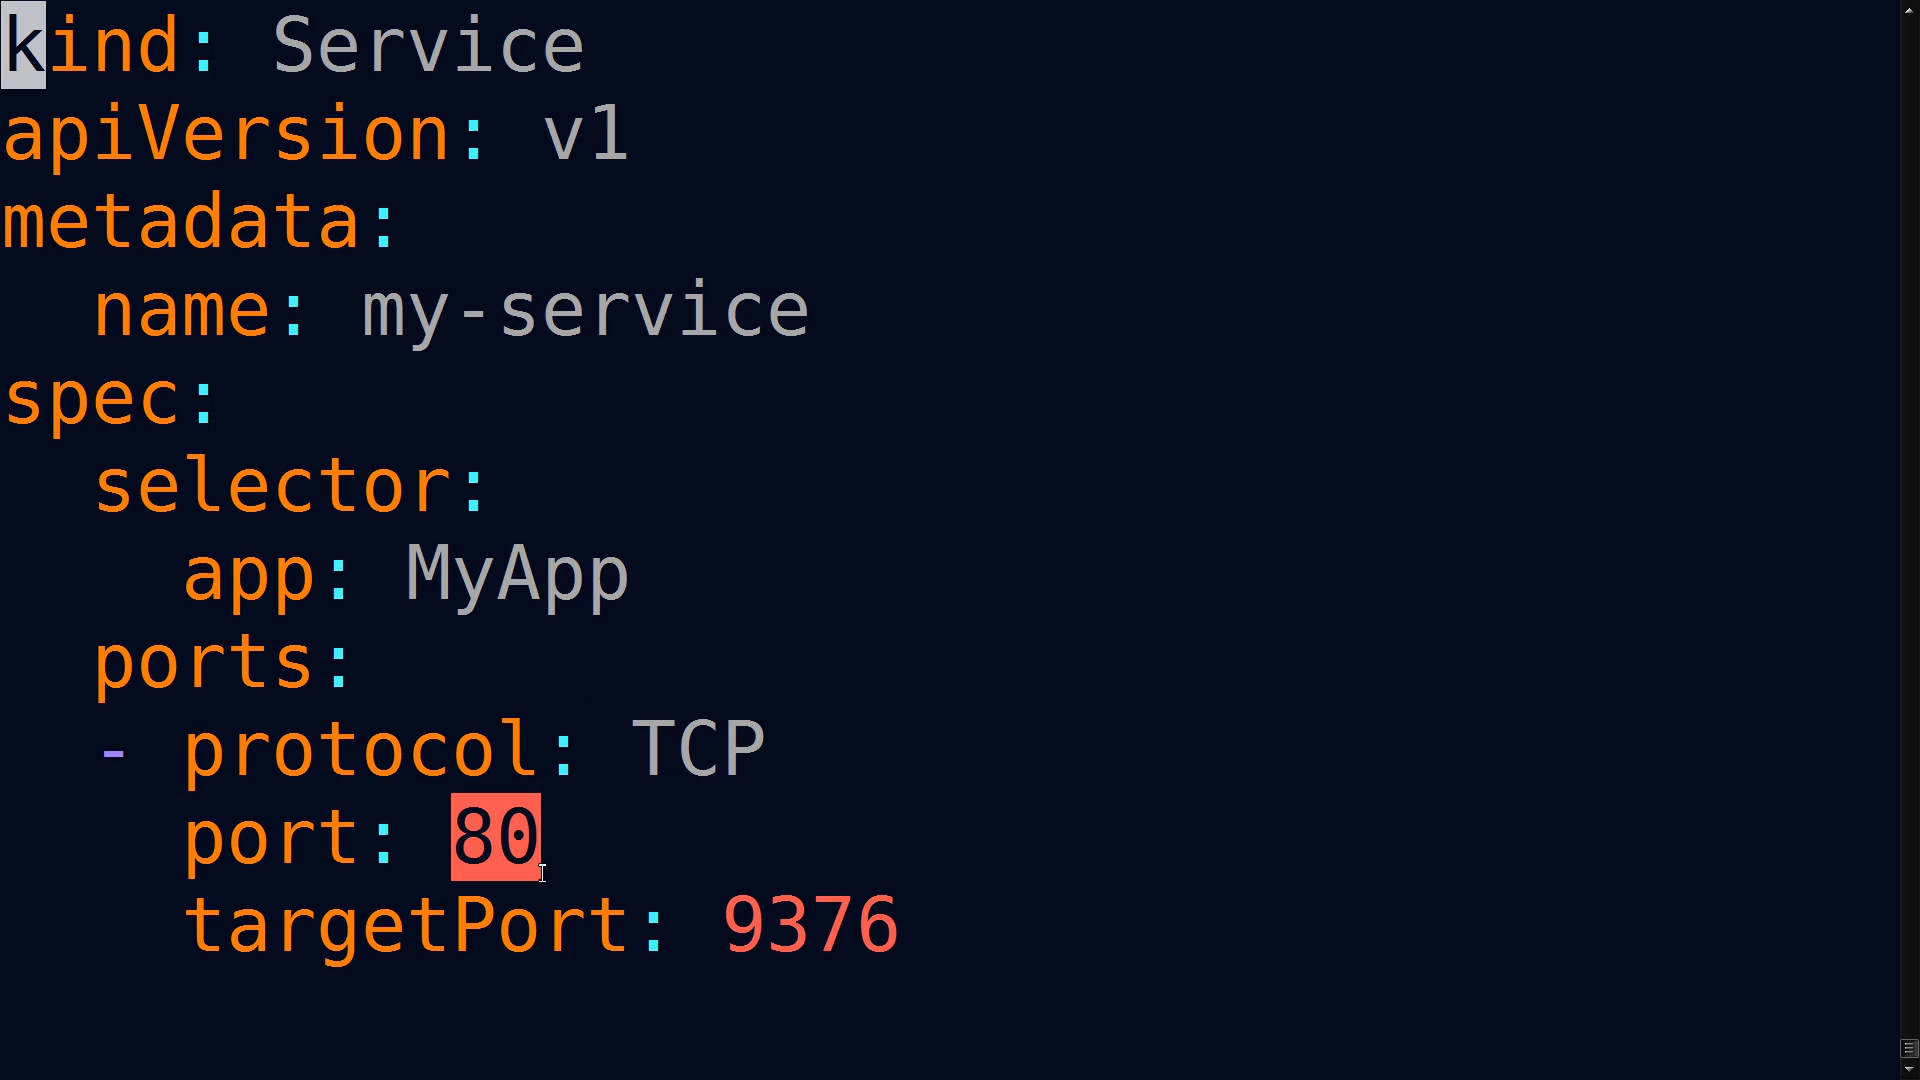 kind: Service
apiVersion: v1
metadata:
  name: my-service
spec:
  selector:
    app: MyApp
  ports:
  - protocol: TCP
    port: 80
    targetPort: 9376